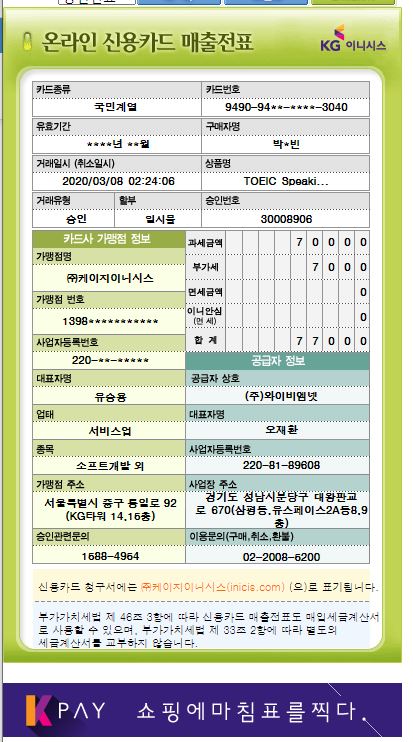 온라인 신용카드 매출전표
KG 이니시스
카드종류 카드번호
국민계열 9490-94**-****-3040
유효기간 구매자명
****년 **월 박*빈
거래일시 (취소일시) 상품명
2020/03/08 02:24:06 TOEIC Speaki...
거래유형 할부 승인번호
승인 일시불 30008906
카드사 가맹점 정보
가맹점명
㈜케이지이니시스
가맹점 번호
1398***********
사업자등록번호
220-**-*****
대표자명
유승용
업태
서비스업
종목
소프트개발 외
가맹점 주소
서울특별시 중구 통일로 92
(KG타워 14,15층)
승인관련문의
1588-4954
과세금액 7 0 0 0 0
부가세 7 0 0 0
면세금액 0
이니안심
(면 세) 0
합 계 7 7 0 0 0
공급자 정보
공급자 상호
(주)와이비엠넷
대표자명
오재환
사업자등록번호
220-81-89608
사업장 주소
경기도 성남시분당구 대왕판교
로 670(삼평동,유스페이스2A동8,9
층)
이용문의(구매,취소,환불)
02-2008-5200
신용카드 청구서에는 ㈜케이지이니시스(inicis.com) (으)로 표기됩니다.
부가가치세법 제 46조 3항에 따라 신용카드 매출전표도 매입세금계산서
로 사용할 수 있으며, 부가가치세법 제 33조 2항에 따라 별도의
세금계산서를 교부하지 않습니다.
KPAY 쇼핑에마침표를찍다.